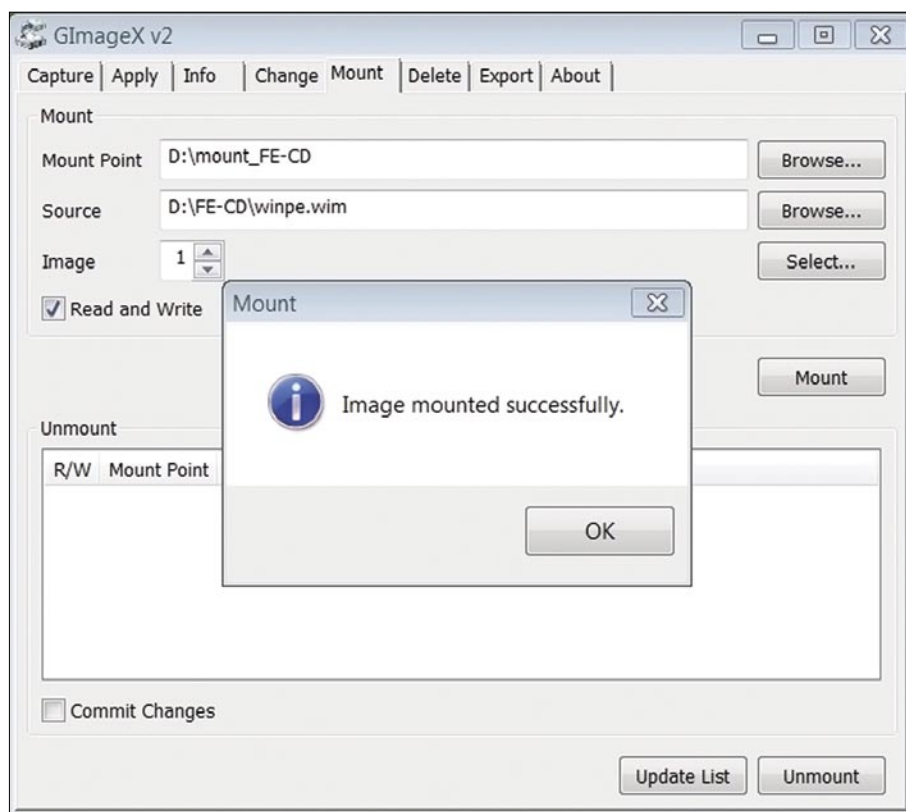 GImageX v2
Capture Apply Info Change Mount Delete Export About
Mount
Mount Point D:\mount_FE-CD Browse...
Source D:\FE-CD\winpe.wim Browse...
Image 1 Select...
Read and Write
Mount
Image mounted successfully.
OK
Mount
Unmount
R/W Mount Point
Commit Changes
Update List Unmount